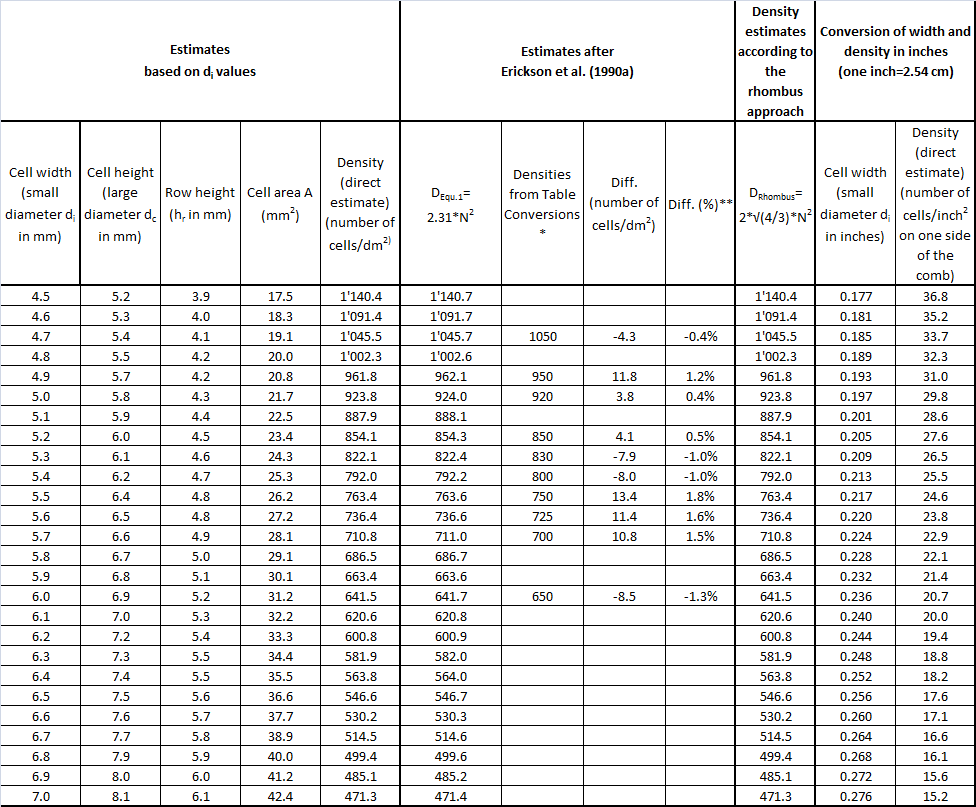 Estimates
based on di values
Estimates after
Erickson et al. (1990a)
Density
estimates
according to
the
rhombus
approach
Conversion of width and
density in inches
(one inch=2.54 cm)
Cell width
(small
diameter di
in mm)
Cell height
(large
diameter dc
in mm)
Row height
(hr in mm)
Cell area A
(mm²)
Density
(direct
estimate)
(number of
cells/dm²⁾
DEqu.1=
2.31*N²
Densities
from Table
Conversions
*
Diff.
(number of
cells/dm²)
Diff. (%)**
DRhombus=
2*√(4/3)*N²
Cell width
(small
diameter di
in inches)
Density
(direct
estimate)
(number of
cells/inch²
on one side
of the
comb)
4.5 5.2 3.9 17.5 1'140.4 1'140.7 1'140.4 0.177 36.8
4.6 5.3 4.0 18.3 1'091.4 1'091.7 1'091.4 0.181 35.2
4.7 5.4 4.1 19.1 1'045.5 1'045.7 1050 -4.3 -0.4% 1'045.5 0.185 33.7
4.8 5.5 4.2 20.0 1'002.3 1'002.6 1'002.3 0.189 32.3
4.9 5.7 4.2 20.8 961.8 962.1 950 11.8 1.2% 961.8 0.193 31.0
5.0 5.8 4.3 21.7 923.8 924.0 920 3.8 0.4% 923.8 0.197 29.8
5.1 5.9 4.4 22.5 887.9 888.1 887.9 0.201 28.6
5.2 6.0 4.5 23.4 854.1 854.3 850 4.1 0.5% 854.1 0.205 27.6
5.3 6.1 4.6 24.3 822.1 822.4 830 -7.9 -1.0% 822.1 0.209 26.5
5.4 6.2 4.7 25.3 792.0 792.2 800 -8.0 -1.0% 792.0 0.213 25.5
5.5 6.4 4.8 26.2 763.4 763.6 750 13.4 1.8% 763.4 0.217 24.6
5.6 6.5 4.8 27.2 736.4 736.6 725 11.4 1.6% 736.4 0.220 23.8
5.7 6.6 4.9 28.1 710.8 711.0 700 10.8 1.5% 710.8 0.224 22.9
5.8 6.7 5.0 29.1 686.5 686.7 686.5 0.228 22.1
5.9 6.8 5.1 30.1 663.4 663.6 663.4 0.232 21.4
6.0 6.9 5.2 31.2 641.5 641.7 650 -8.5 -1.3% 641.5 0.236 20.7
6.1 7.0 5.3 32.2 620.6 620.8 620.6 0.240 20.0
6.2 7.2 5.4 33.3 600.8 600.9 600.8 0.244 19.4
6.3 7.3 5.5 34.4 581.9 582.0 581.9 0.248 18.8
6.4 7.4 5.5 35.5 563.8 564.0 563.8 0.252 18.2
6.5 7.5 5.6 36.6 546.6 546.7 546.6 0.256 17.6
6.6 7.6 5.7 37.7 530.2 530.3 530.2 0.260 17.1
6.7 7.7 5.8 38.9 514.5 514.6 514.5 0.264 16.6
6.8 7.9 5.9 40.0 499.4 499.6 499.4 0.268 16.1
6.9 8.0 6.0 41.2 485.1 485.2 485.1 0.272 15.6
7.0 8.1 6.1 42.4 471.3 471.4 471.3 0.276 15.2